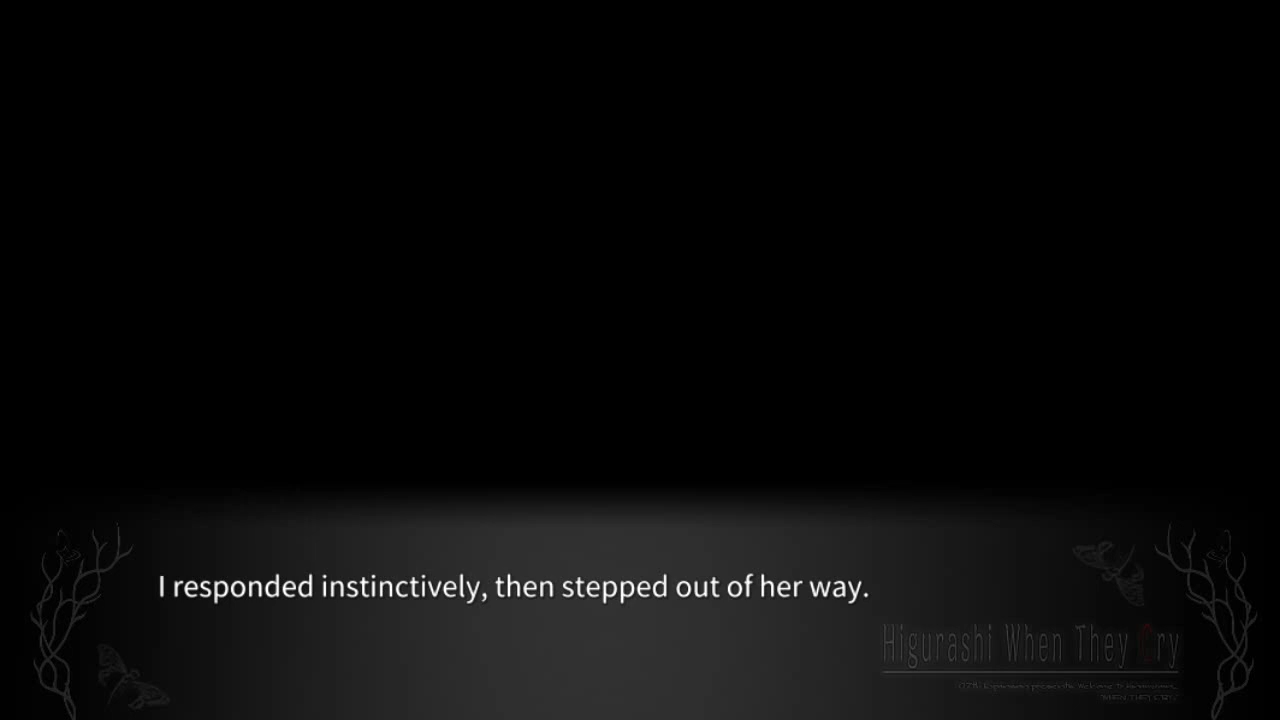 I responded instinctively, then stepped out of her way.
Higurashi When They Cry